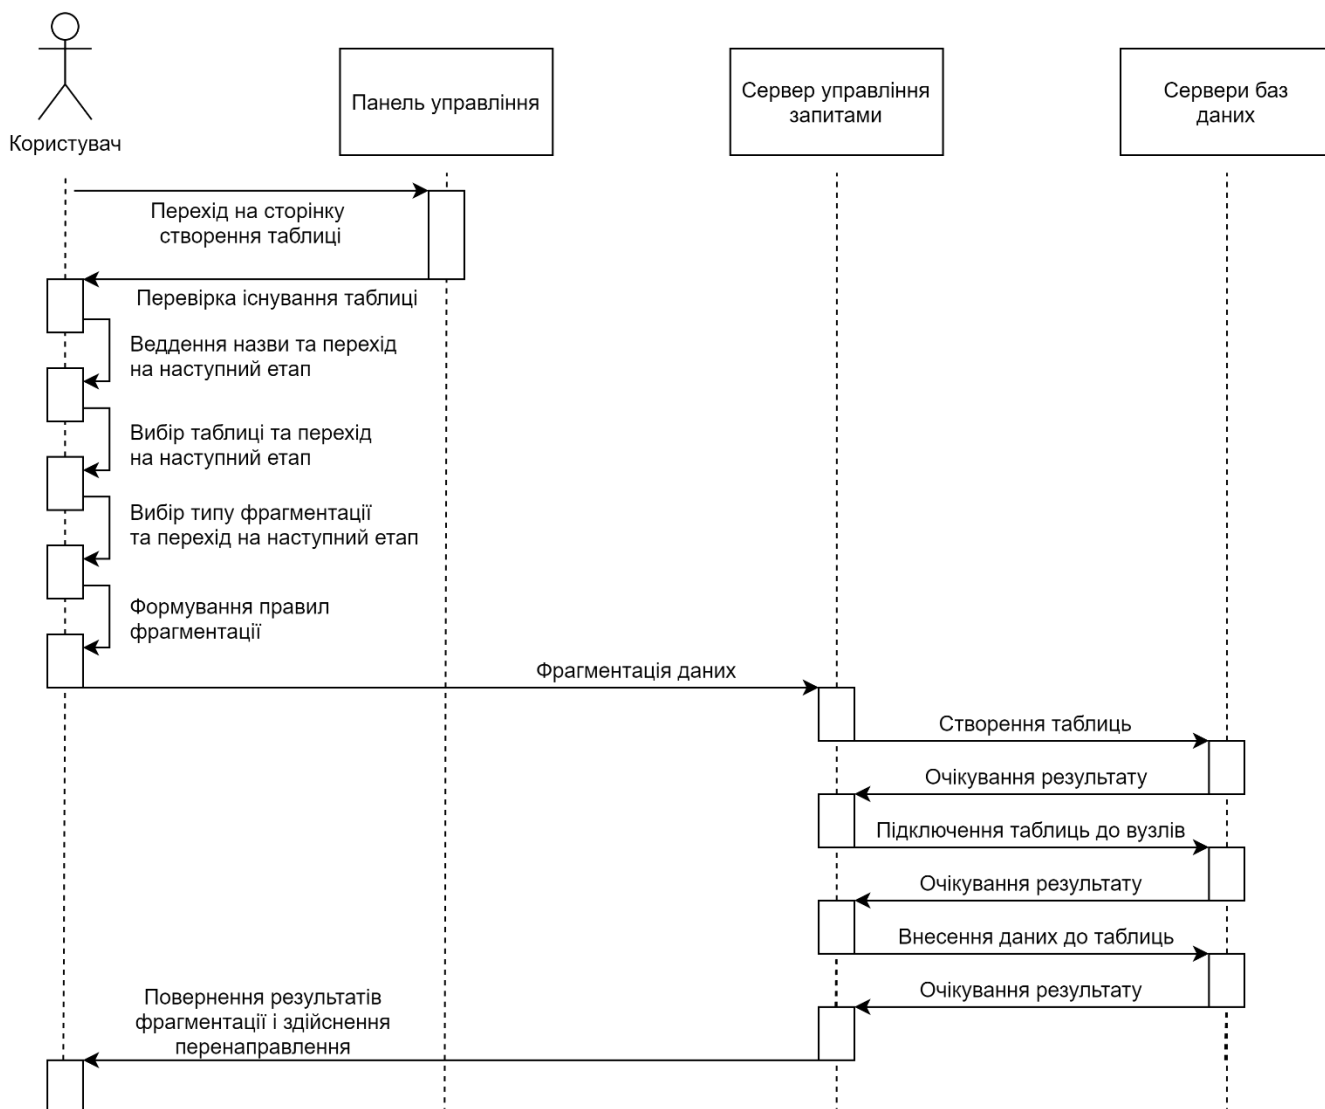 Користувач
Панель управління
Сервер управління
запитами
Сервери баз
даних
Перехід на сторінку
створення таблиці
Перевірка існування таблиці
Веддення назви та перехід
на наступний етап
Вибір таблиці та перехід
на наступний етап
Вибір типу фрагментації
та перехід на наступний етап
Формування правил
фрагментації
Фрагментація даних
Створення таблиць
Очікування результату
Підключення таблиць до вузлів
Очікування результату
Внесення даних до таблиць
Очікування результату
Повернення результатів
фрагментації і здійснення
перенаправлення